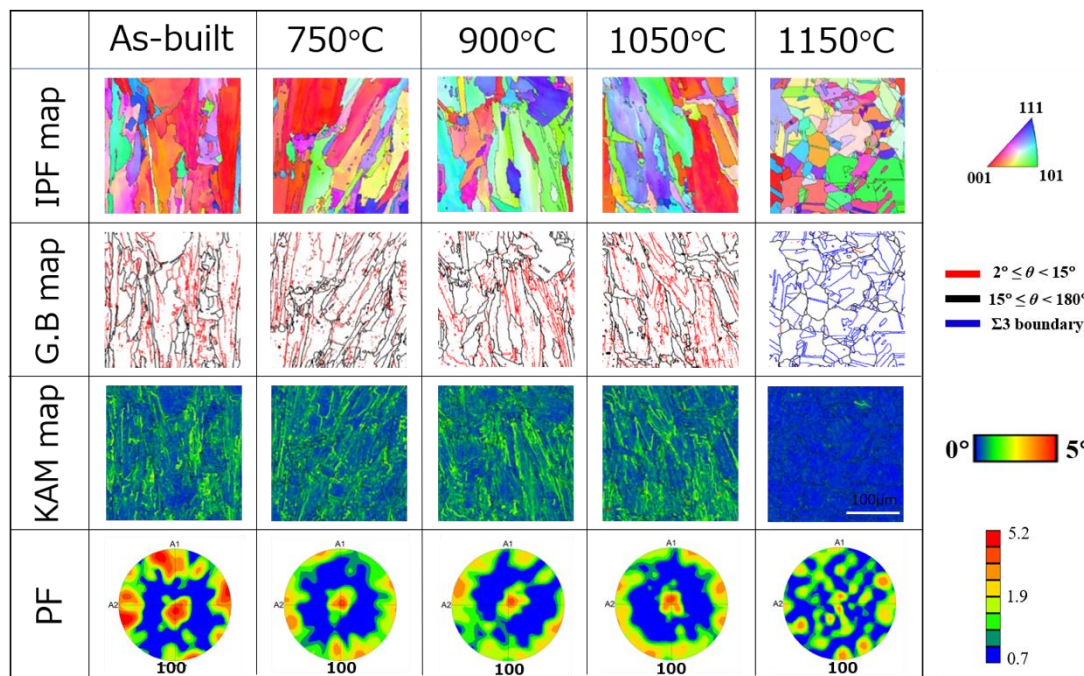 As-built 750°C 900°C 1050°C 1150°C
IPF map
111
001 101
G.B map
2° ≤ θ < 15°
15° ≤ θ < 180°
Σ3 boundary
KAM map
100μm
0° 5°
PF
A1 A1 A1 A1 A1
A2 A2 A2 A2 A2
100 100 100 100 100
5.2
1.9
0.7